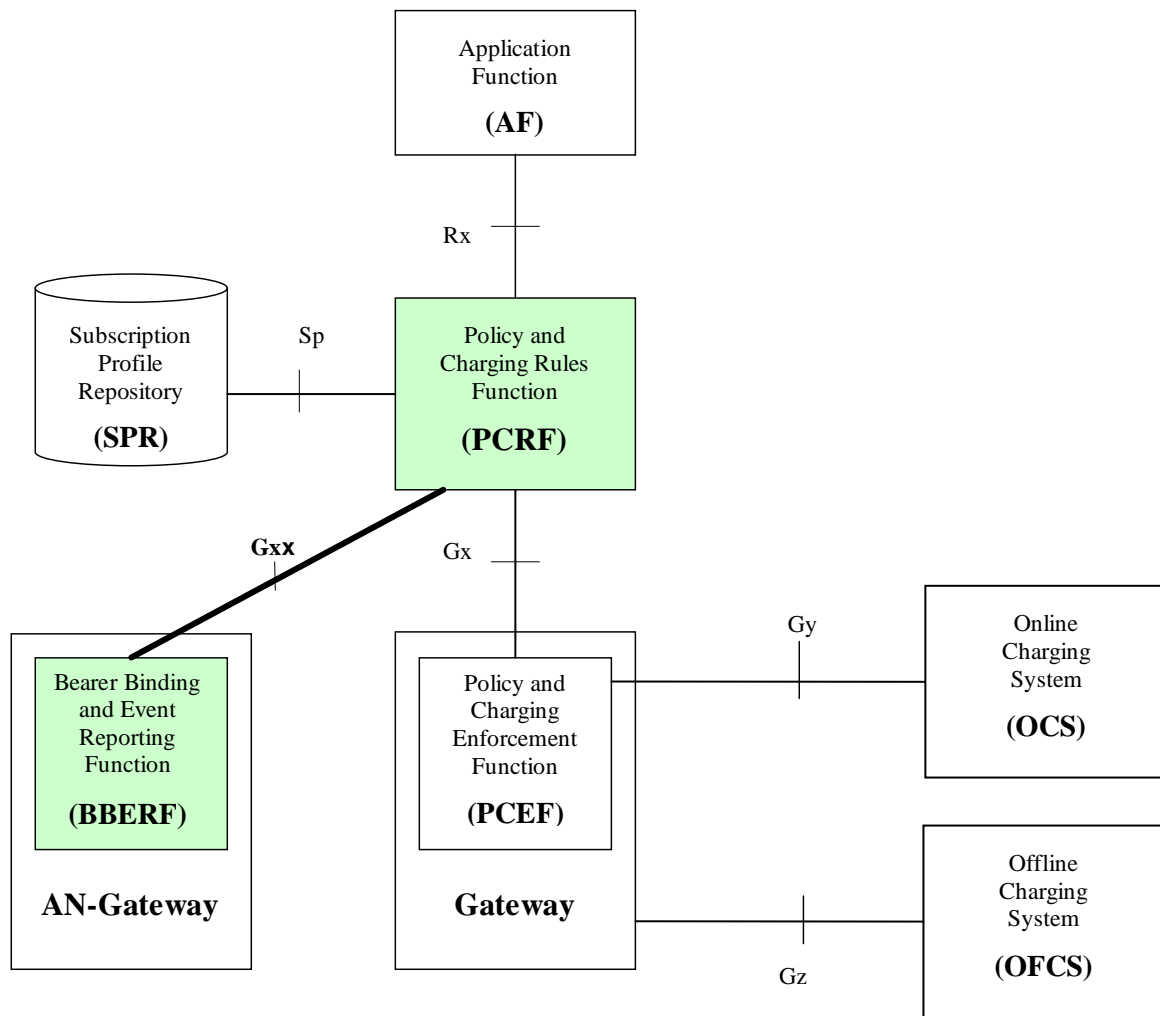 Application
Function
(AF)
Rx
Subscription
Profile
Repository
(SPR)
Sp
Policy and
Charging Rules
Function
(PCRF)
Gxx
Gx
Bearer Binding
and Event
Reporting
Function
(BBERF)
AN-Gateway
Policy and
Charging
Enforcement
Function
(PCEF)
Gateway
Gy
Online
Charging
System
(OCS)
Gz
Offline
Charging
System
(OFCS)